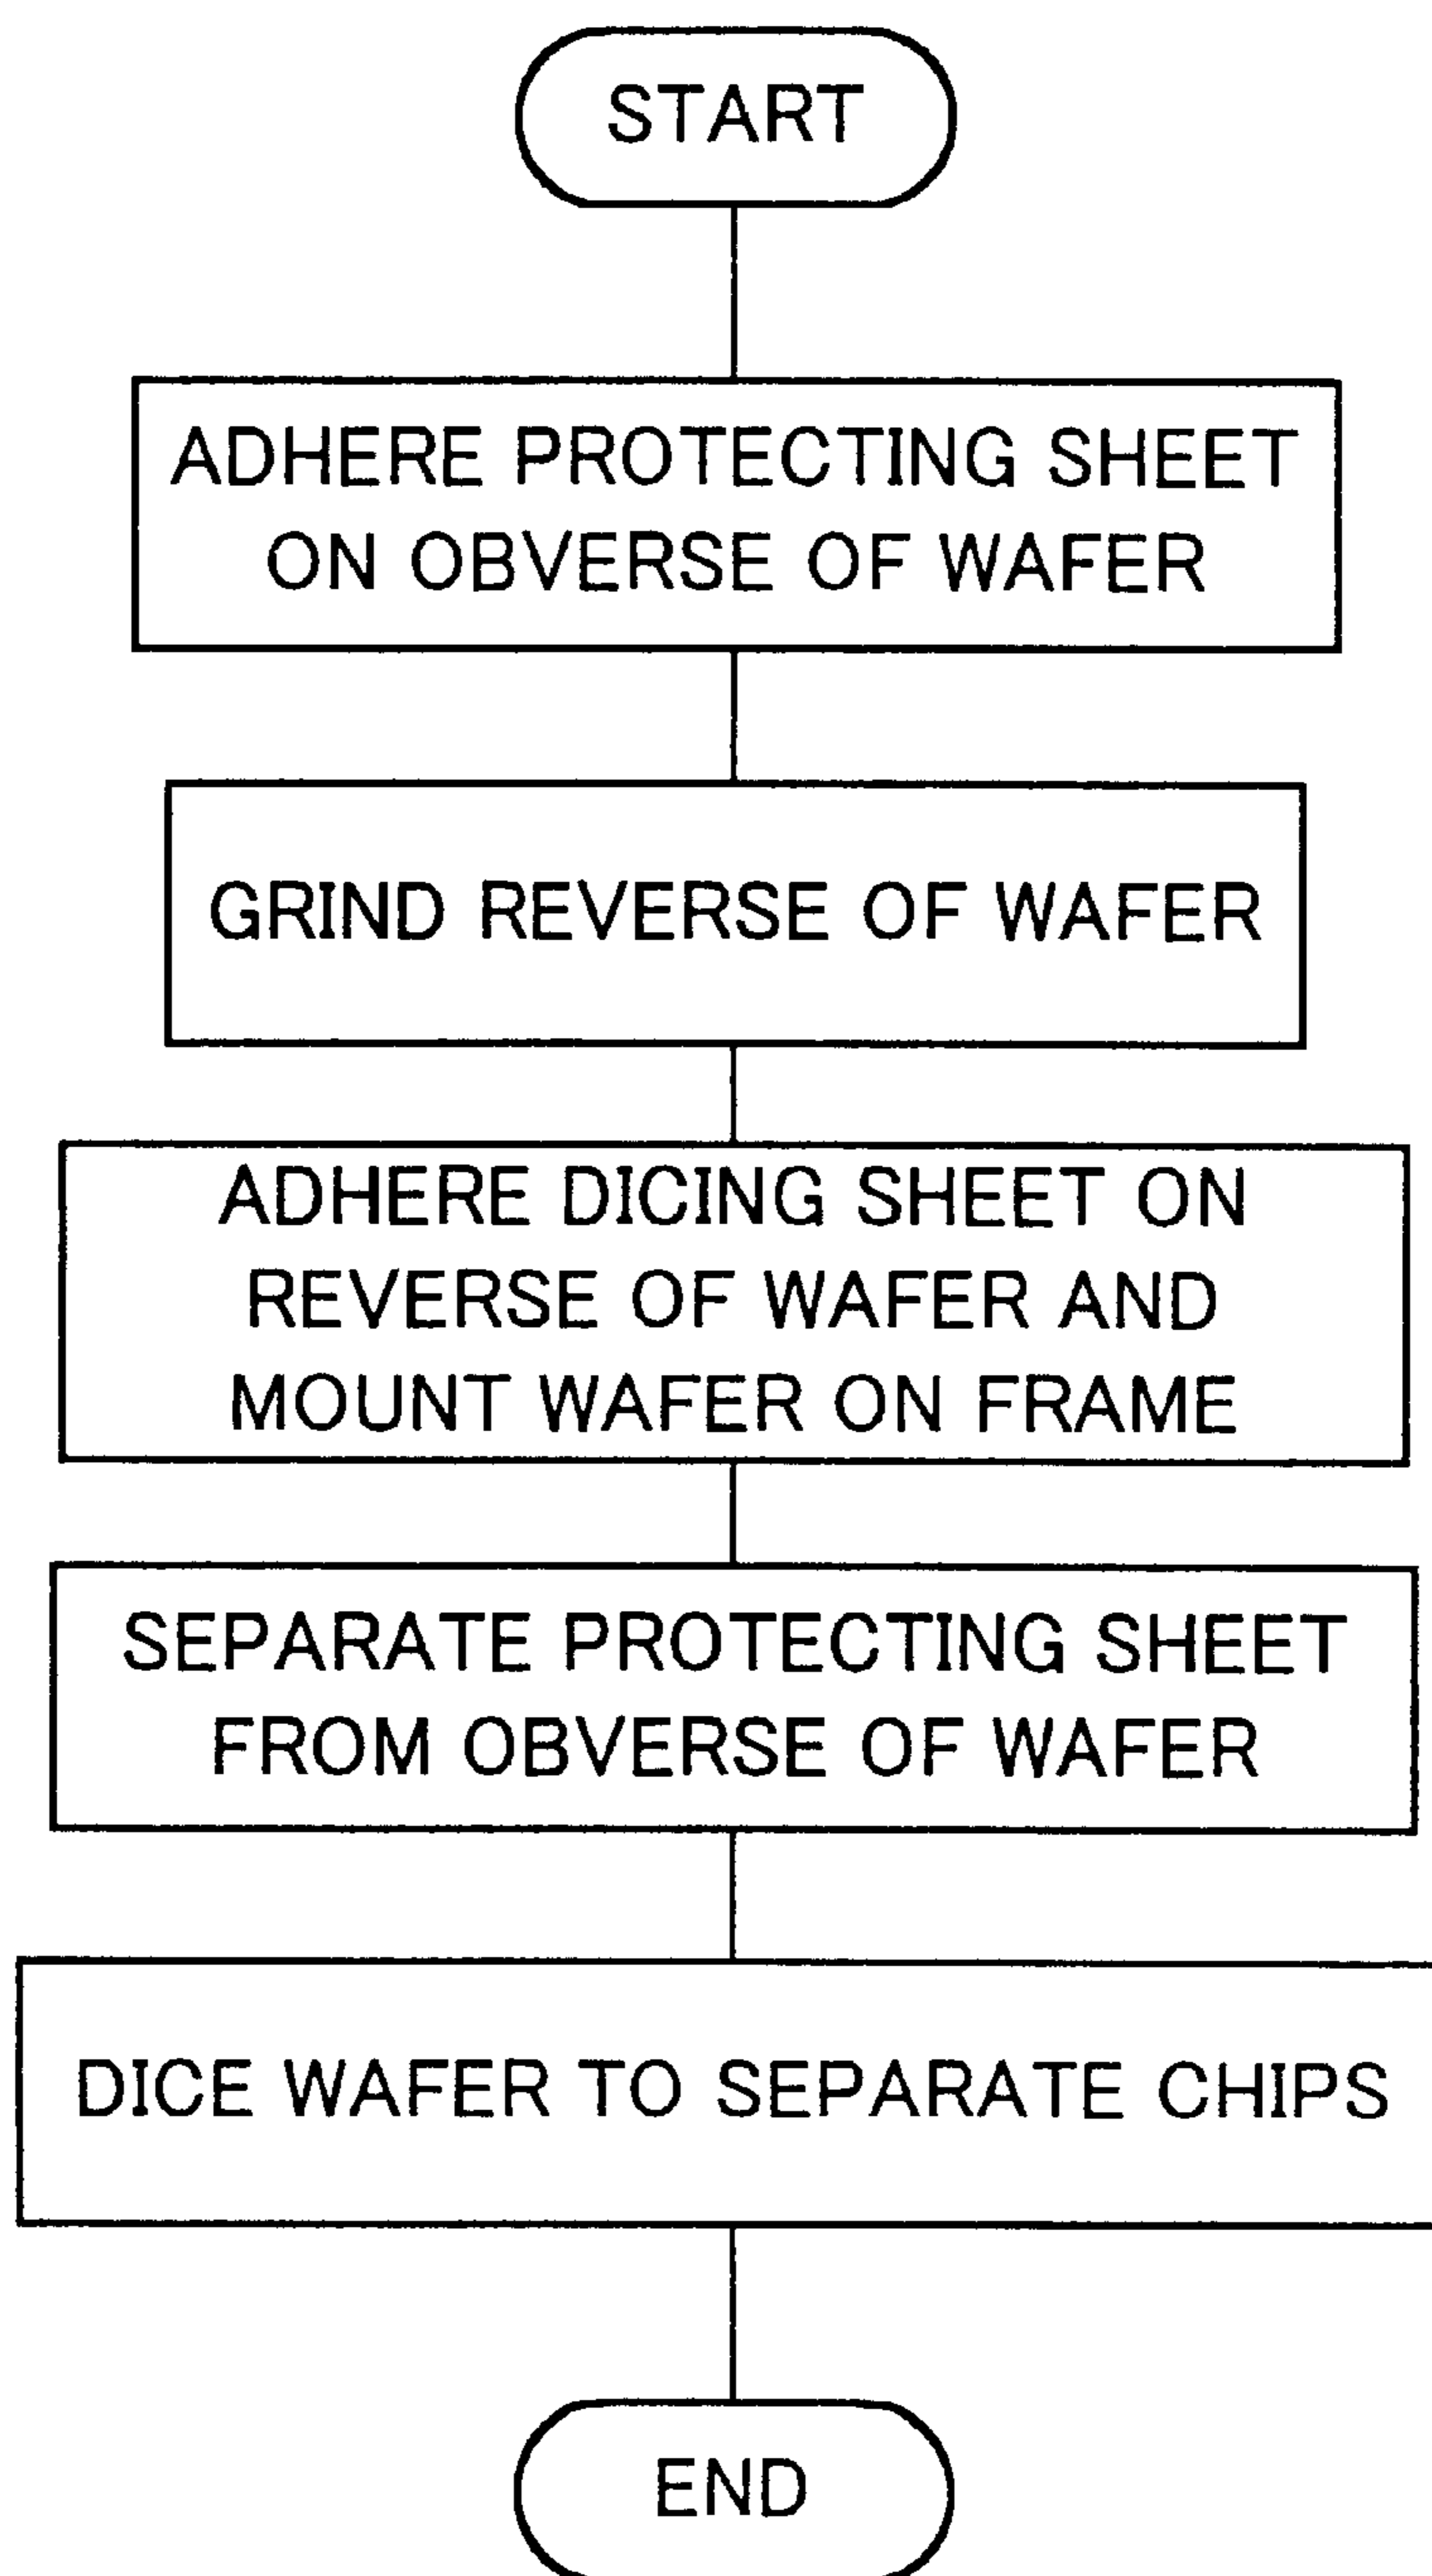 START
ADHERE PROTECTING SHEET
ON OBVERSE OF WAFER
GRIND REVERSE OF WAFER
ADHERE DICING SHEET ON
REVERSE OF WAFER AND
MOUNT WAFER ON FRAME
SEPARATE PROTECTING SHEET
FROM OBVERSE OF WAFER
DICE WAFER TO SEPARATE CHIPS
END